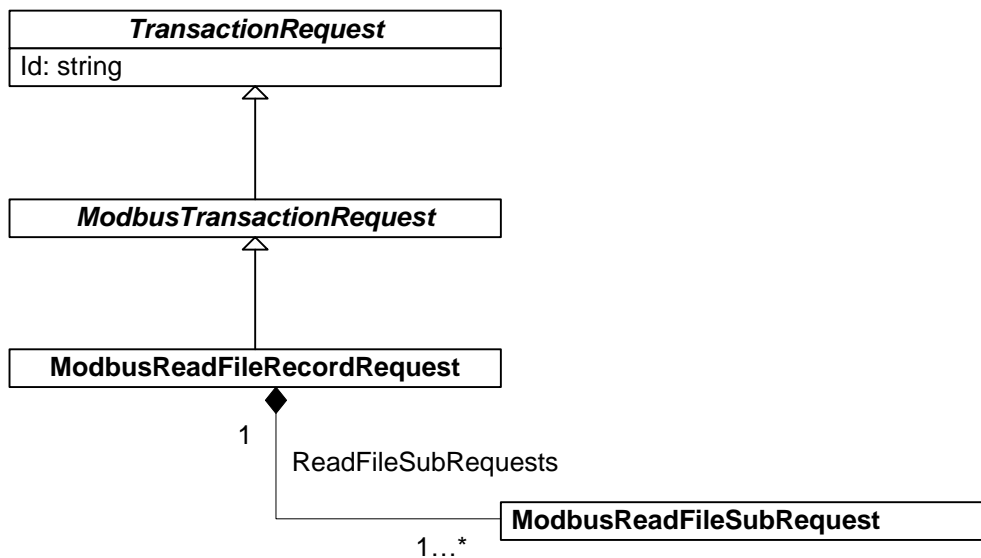 TransactionRequest
Id: string
ModbusTransactionRequest
ModbusReadFileRecordRequest
1
ReadFileSubRequests
ModbusReadFileSubRequest
1…*